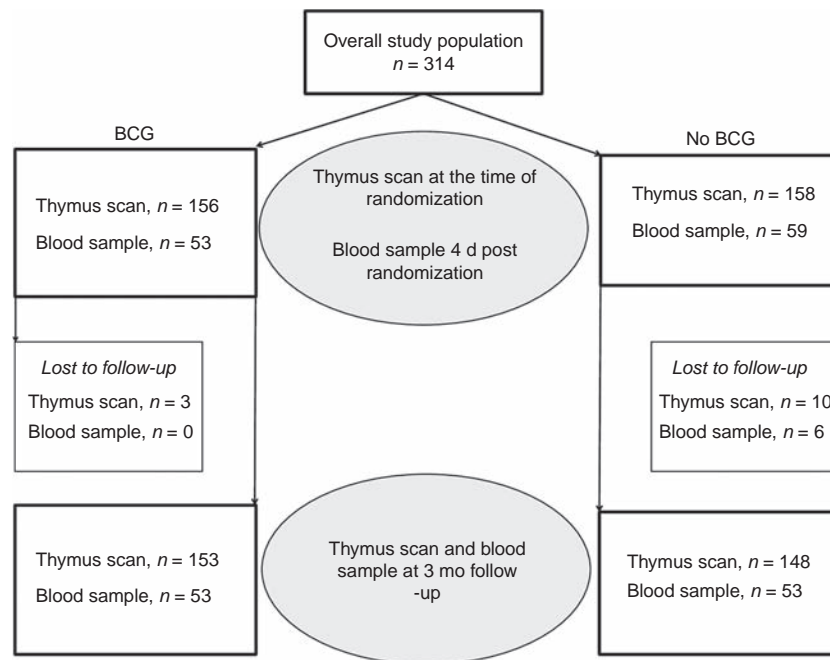 Overall study population
n = 314
BCG
No BCG
Thymus scan, n = 156
Blood sample, n = 53
Thymus scan at the time of
randomization
Blood sample 4 d post
randomization
Thymus scan, n = 158
Blood sample, n = 59
Lost to follow-up
Thymus scan, n = 3
Blood sample, n = 0
Lost to follow-up
Thymus scan, n = 10
Blood sample, n = 6
Thymus scan, n = 153
Blood sample, n = 53
Thymus scan and blood
sample at 3 mo follow
-up
Thymus scan, n = 148
Blood sample, n = 53